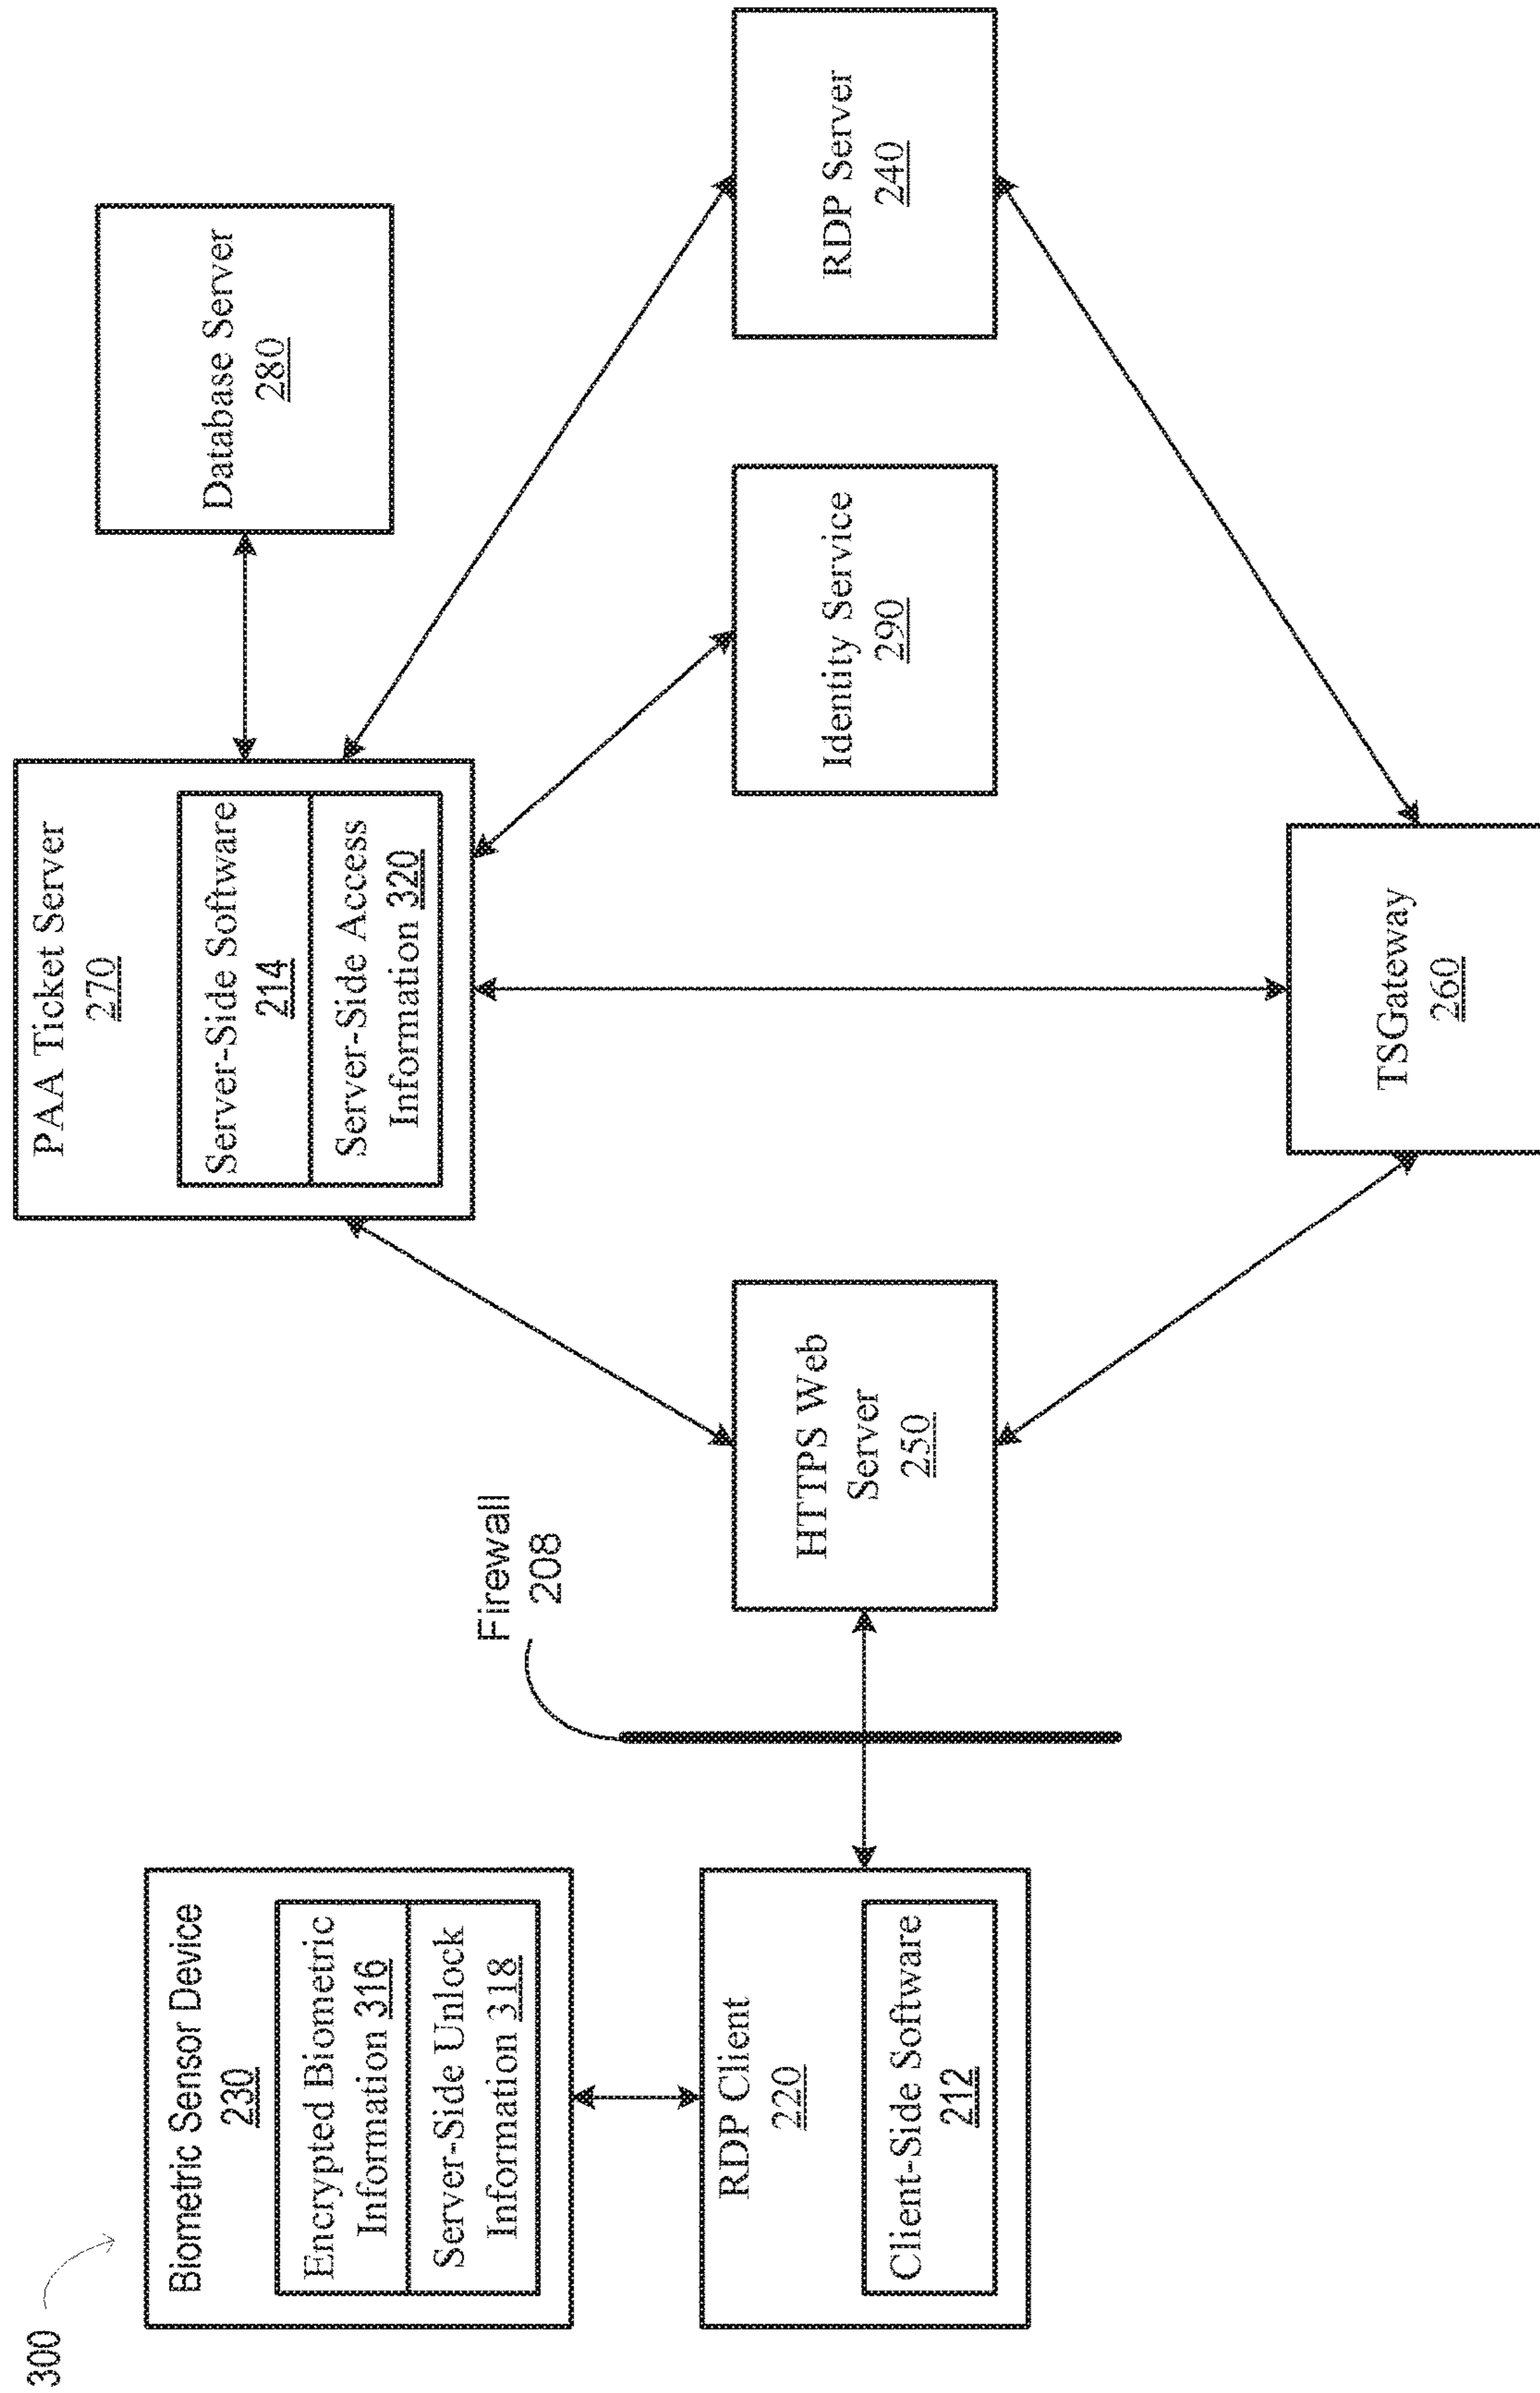 300
Biometric Sensor Device
230
Encrypted Biometric
Information 316
Server-Side Unlock
Information 318
RDP Client
220
Client-Side Software
212
Firewall
208
HTTPS Web
Server
250
PAA Ticket Server
270
Server-Side Software
214
Server-Side Access
Information 320
TSGateway
260
Database Server
280
Identity Service
290
RDP Server
240